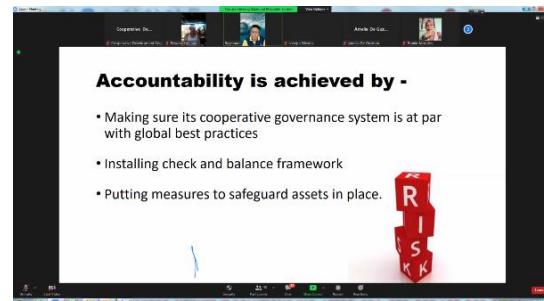 Cooperative De...
Amelia De Guz...
Accountability is achieved by -
• Making sure its cooperative governance system is at par
with global best practices
• Installing check and balance framework
• Putting measures to safeguard assets in place.
R
I
S
K
S
K